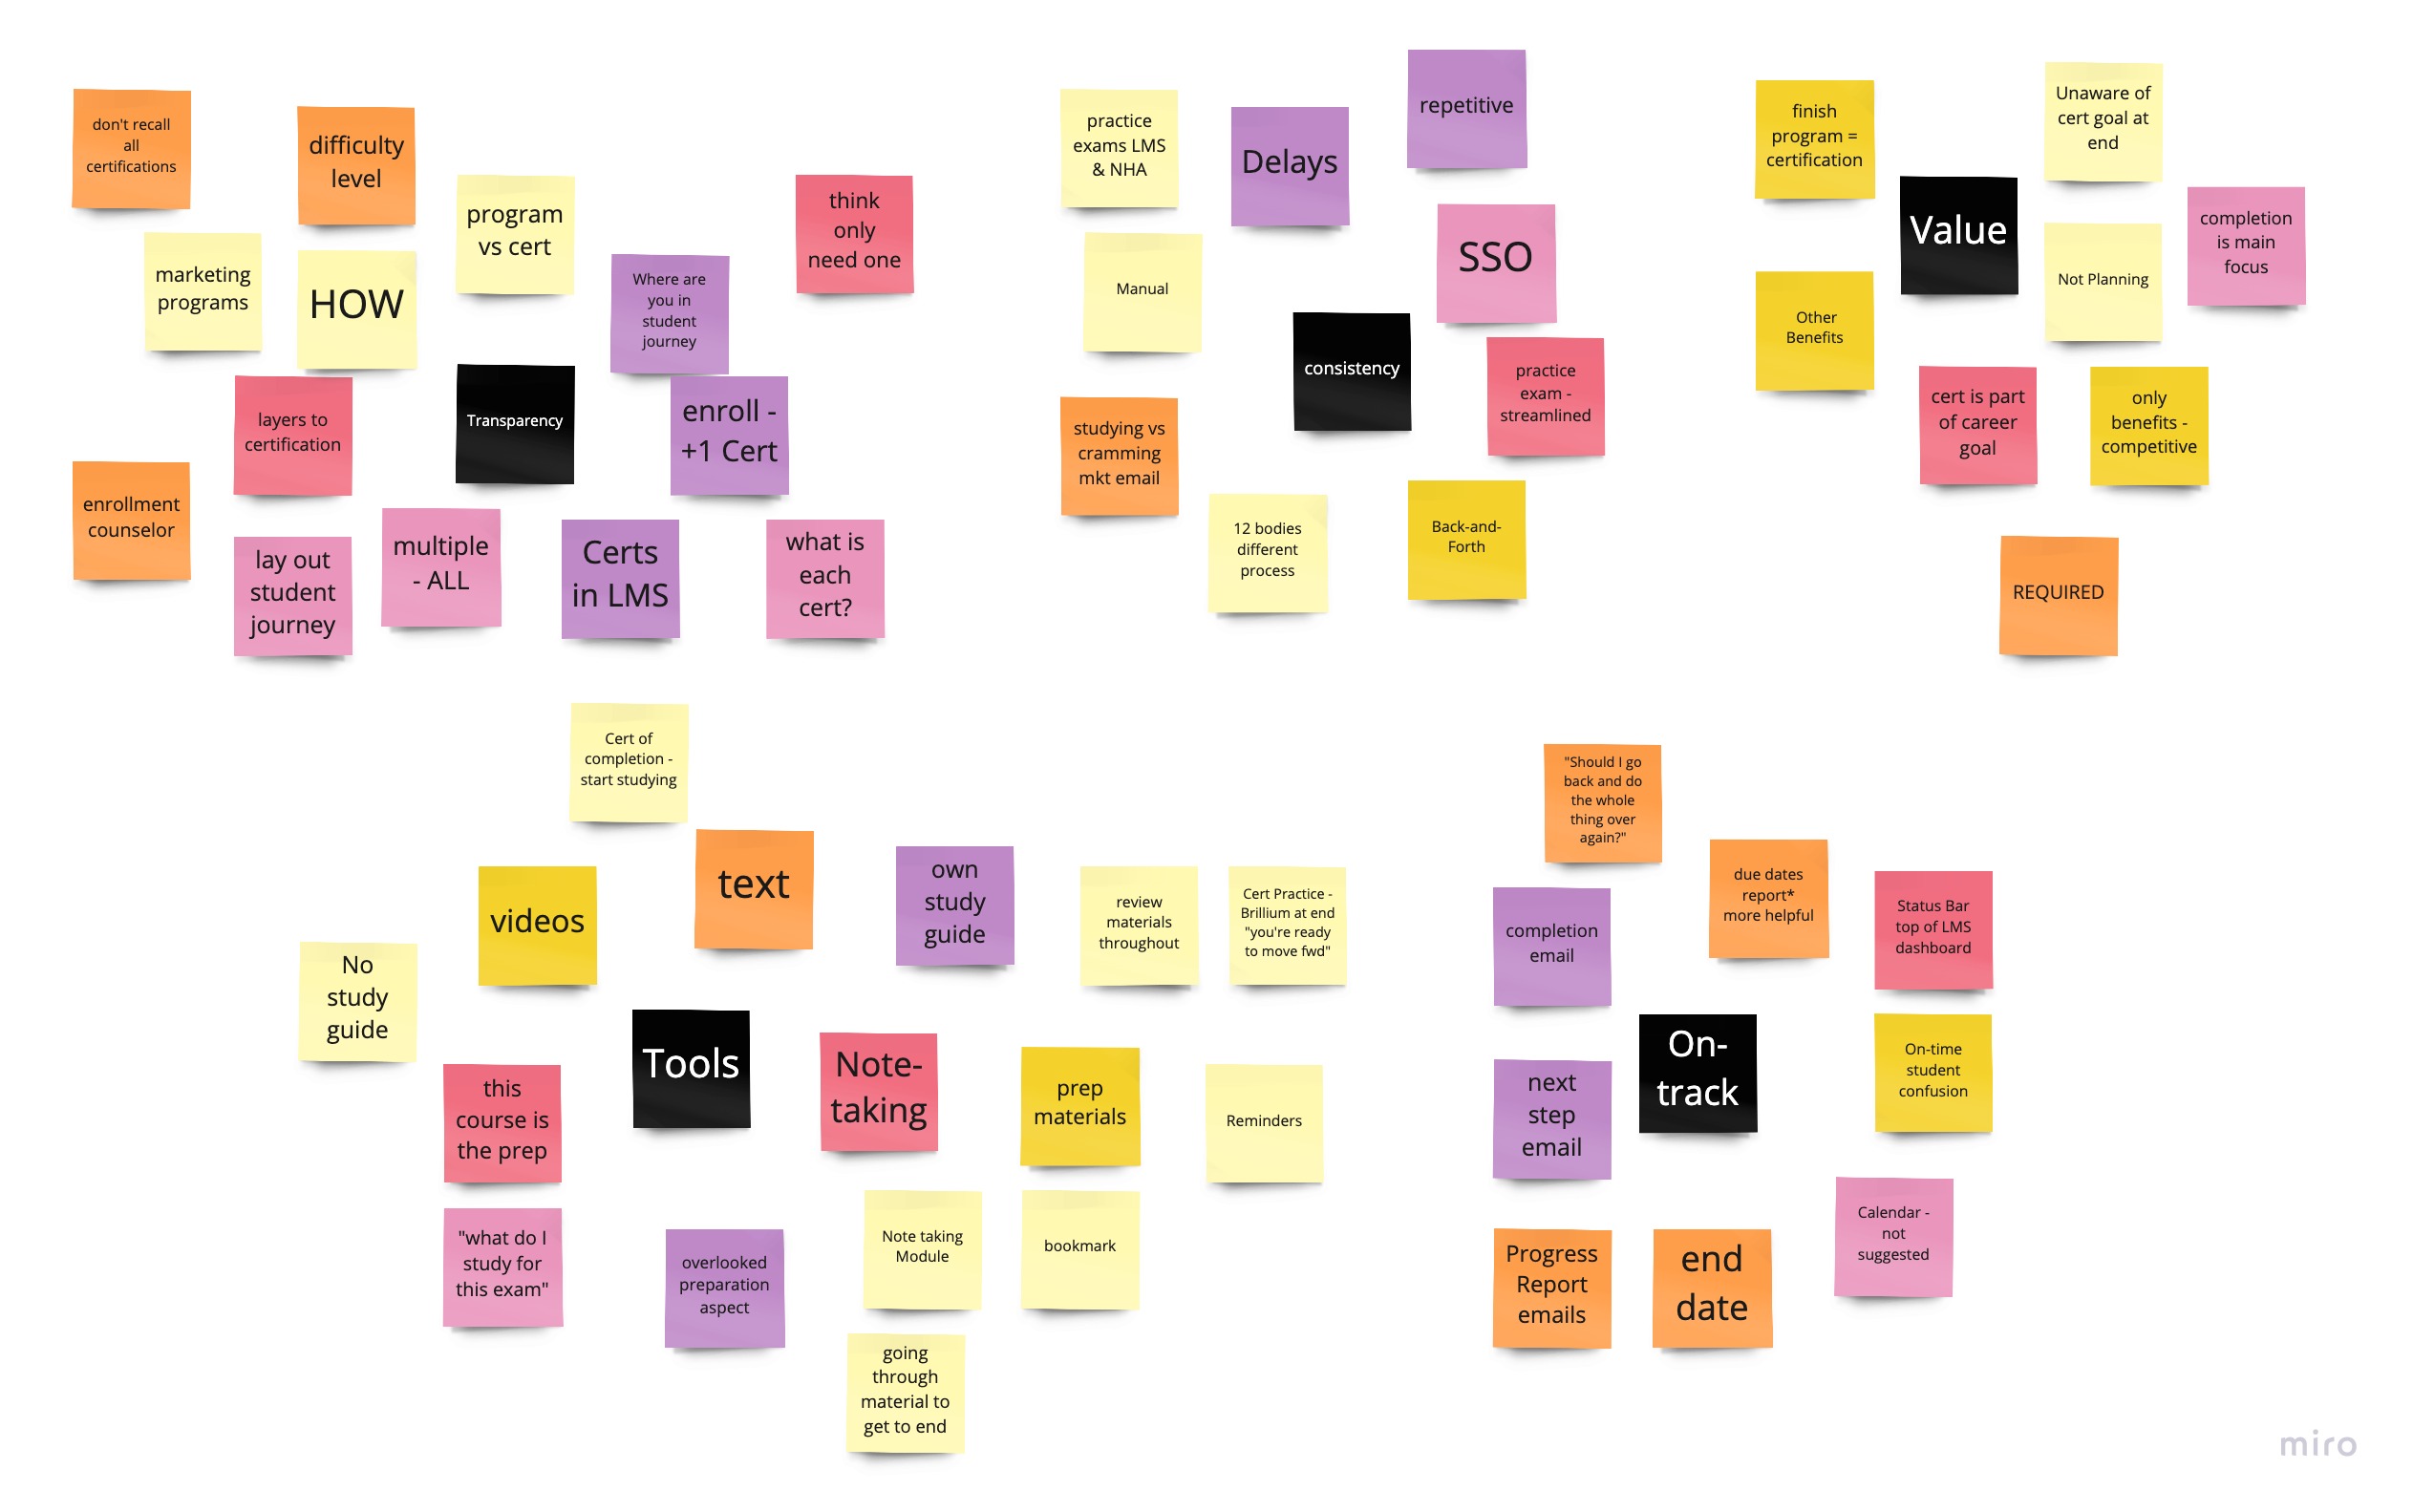 don't recall
all
certifications
difficulty
level
program
vs cert
think
only
need one
marketing
programs
HOW
Where are
you in
student
journey
layers to
certification
Transparency
enroll -
+1 Cert
enrollment
counselor
lay out
student
journey
multiple
- ALL
Certs
in LMS
what is
each
cert?
practice
exams LMS
& NHA
Delays
repetitive
Manual
SSO
consistency
practice
exam -
streamlined
studying vs
cramming
mkt email
12 bodies
different
process
Back-and-
Forth
finish
program =
certification
Unaware of
cert goal at
end
Value
completion
is main
focus
Other
Benefits
Not Planning
cert is part
of career
goal
only
benefits -
competitive
REQUIRED
Cert of
completion -
start studying
videos
text
own
study
guide
review
materials
throughout
Cert Practice -
Brillium at end
"you're ready
to move fwd"
No
study
guide
Tools
Note-
taking
prep
materials
Reminders
this
course is
the prep
"what do I
study for
this exam"
overlooked
preparation
aspect
Note taking
Module
bookmark
going
through
material to
get to end
"Should I go
back and do
the whole
thing over
again?"
due dates
report*
more helpful
Status Bar
top of LMS
dashboard
completion
email
On-
track
On-time
student
confusion
next
step
email
Calendar -
not
suggested
Progress
Report
emails
end
date
miro